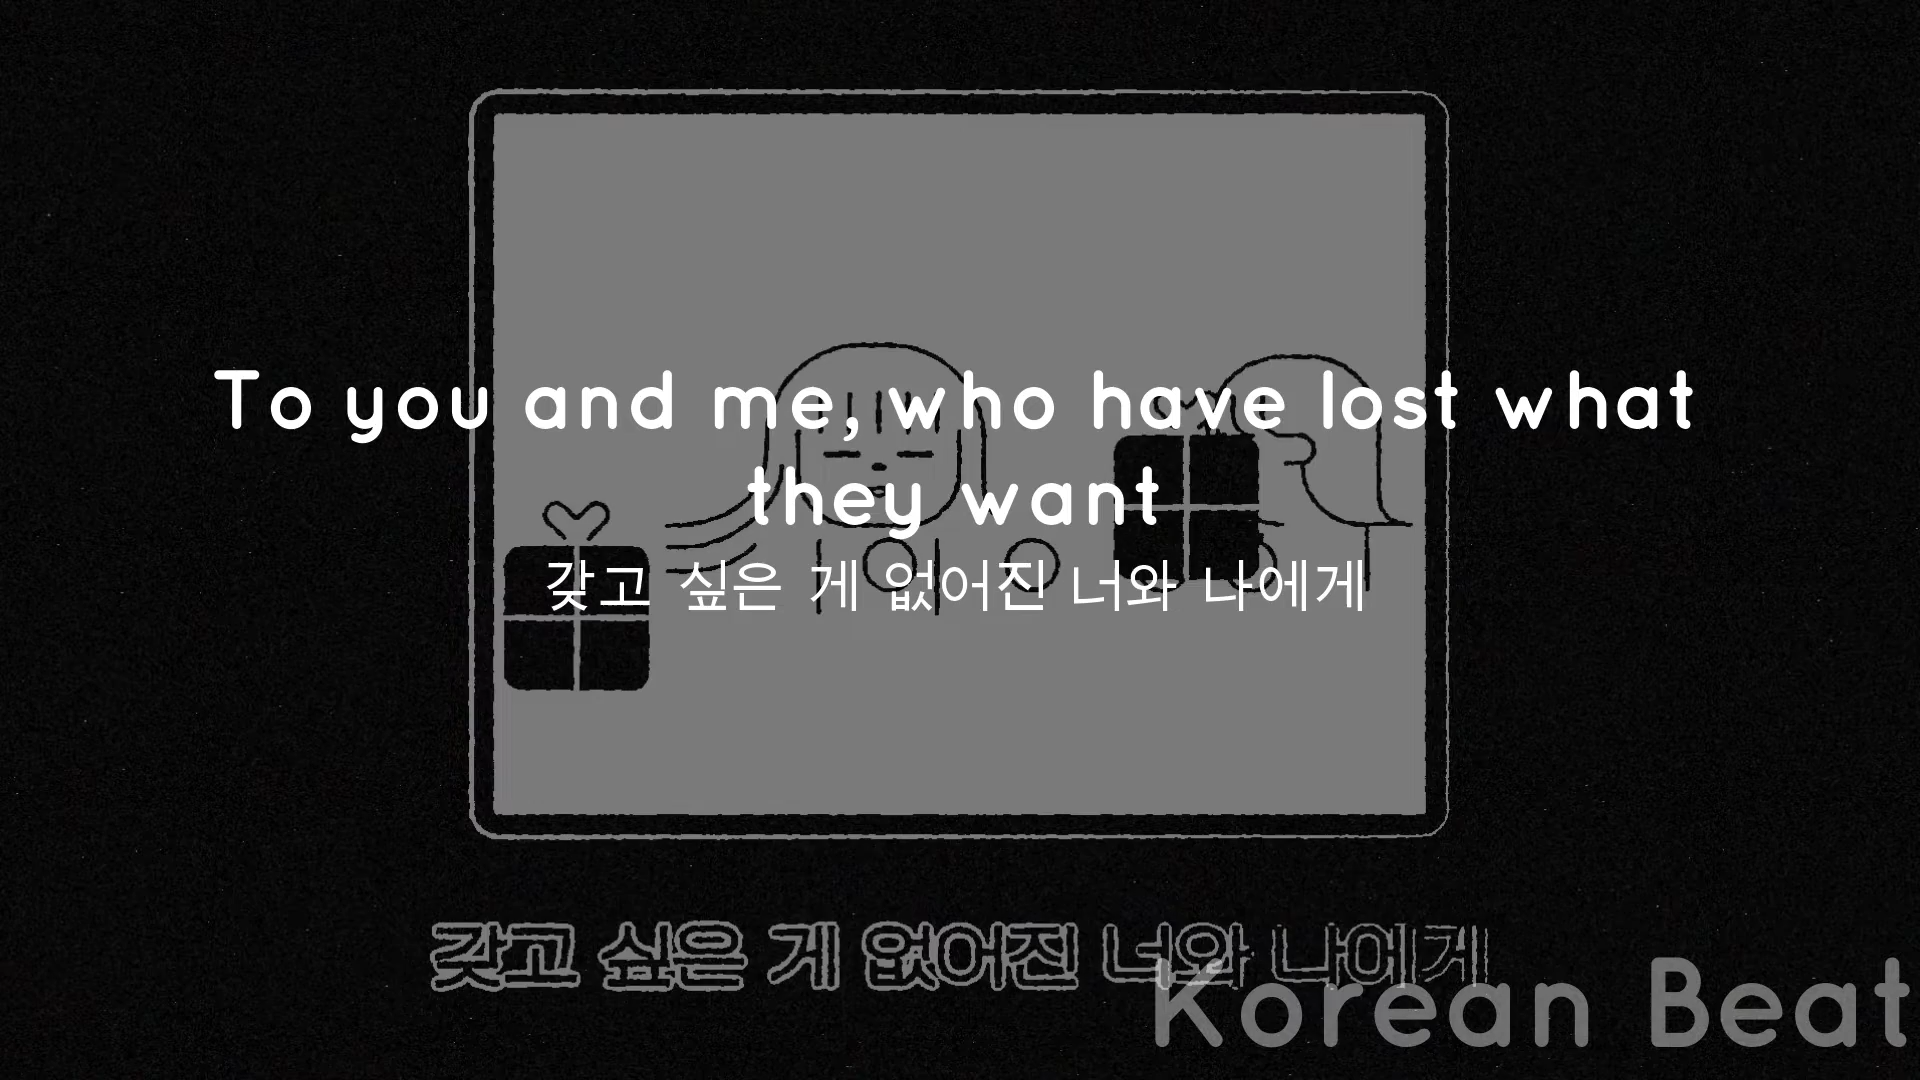 To you and me, who have lost what
they want
갖고 싶은 게 없어진 너와 나에게
갖고 싶은 게 없어진 너와 나에게
Korean Beat